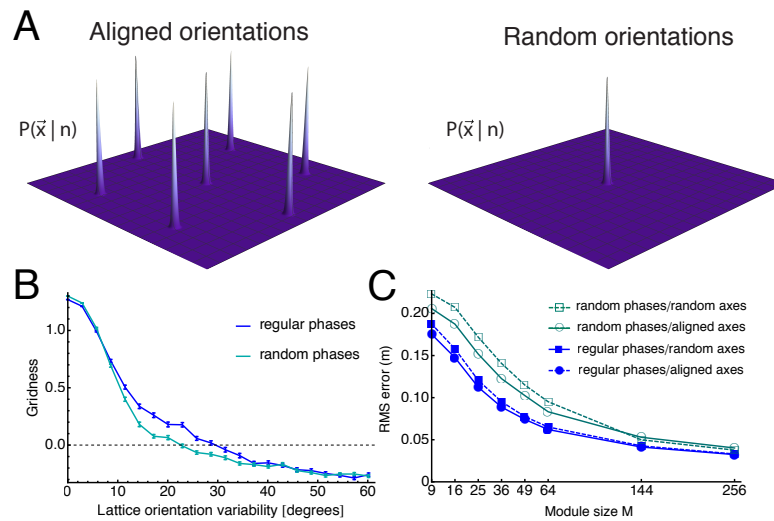 A
Aligned orientations
Random orientations
P(x⃗ | n)
P(x⃗ | n)
B
regular phases
random phases
Gridness
1.0
0.5
0.0
0 10 20 30 40 50 60
Lattice orientation variability [degrees]
C
random phases/random axes
random phases/aligned axes
regular phases/random axes
regular phases/aligned axes
RMS error (m)
0.20
0.15
0.10
0.05
0
9 16 25 36 49 64 144 256
Module size M